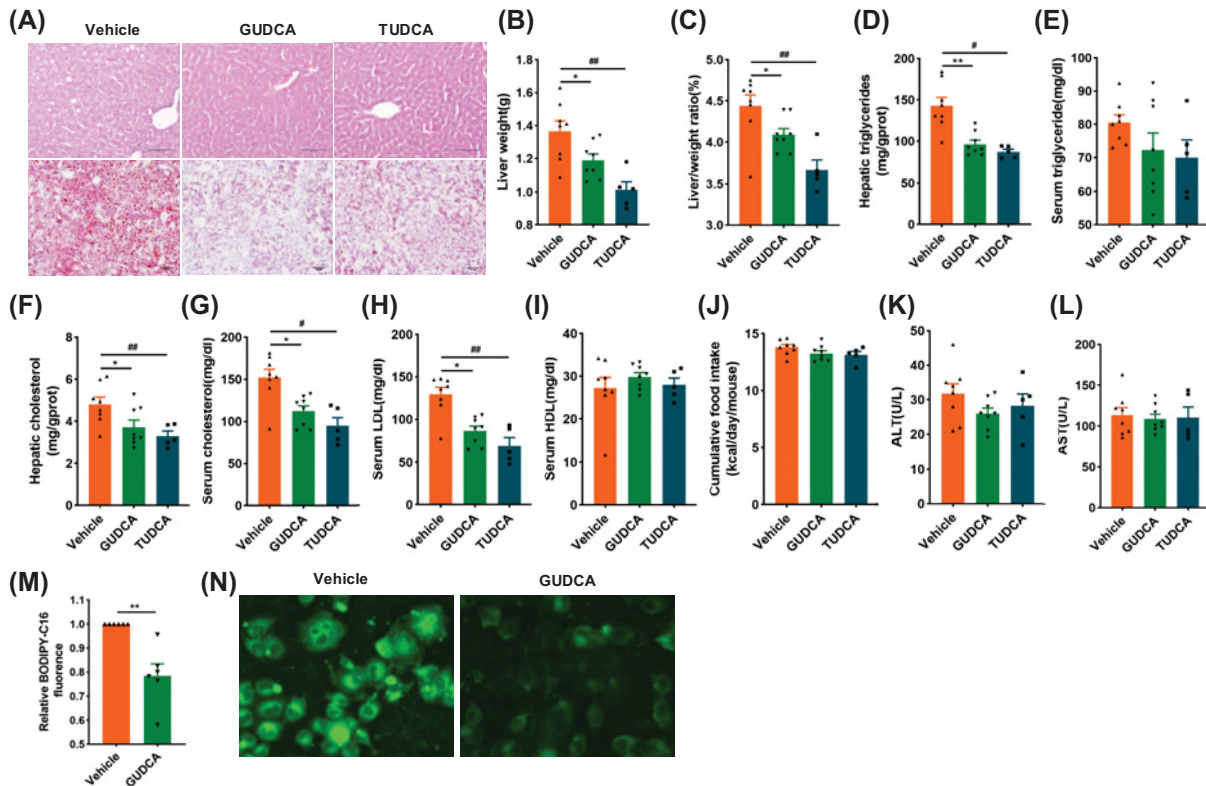 (A)
Vehicle
GUDCA
TUDCA
(B)
Liver weight(g)
1.8
1.6
1.4
1.2
1.0
0.8
##
*
Vehicle
GUDCA
TUDCA
(C)
Liver/weight ratio(%)
5.0
4.5
4.0
3.5
3.0
##
*
Vehicle
GUDCA
TUDCA
(D)
Hepatic triglycerides
(mg/gprot)
200
150
100
50
0
#
**
Vehicle
GUDCA
TUDCA
(E)
Serum triglyceride(mg/dl)
100
90
80
70
60
50
Vehicle
GUDCA
TUDCA
(F)
Hepatic cholesterol
(mg/gprot)
8
6
4
2
0
##
*
Vehicle
GUDCA
TUDCA
(G)
Serum cholesterol(mg/dl)
200
150
100
50
0
#
*
Vehicle
GUDCA
TUDCA
(H)
Serum LDL(mg/dl)
200
150
100
50
0
##
*
Vehicle
GUDCA
TUDCA
(I)
Serum HDL(mg/dl)
40
30
20
10
0
Vehicle
GUDCA
TUDCA
(J)
Cumulative food intake
(kcal/day/mouse)
15
10
5
0
Vehicle
GUDCA
TUDCA
(K)
ALT(U/L)
50
40
30
20
10
0
Vehicle
GUDCA
TUDCA
(L)
AST(U/L)
200
150
100
50
0
Vehicle
GUDCA
TUDCA
(M)
Relative BODIPY-C16
fluorence
1.1
1.0
0.9
0.8
0.7
0.6
0.5
**
Vehicle
GUDCA
(N)
Vehicle
GUDCA